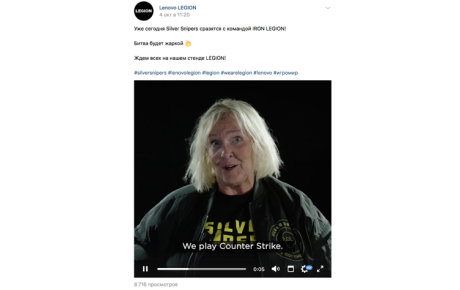 LEGION
Lenovo LEGION
4 окт в 11:20
Уже сегодня Silver Snipers сразятся с командой IRON LEGION!
Битва будет жаркой
Ждем всех на нашем стенде LEGION!
#silversnipers #lenovolegion #legion #wearelegion #lenovo #игромир
We play Counter Strike.
0:05
8.716 просмотров